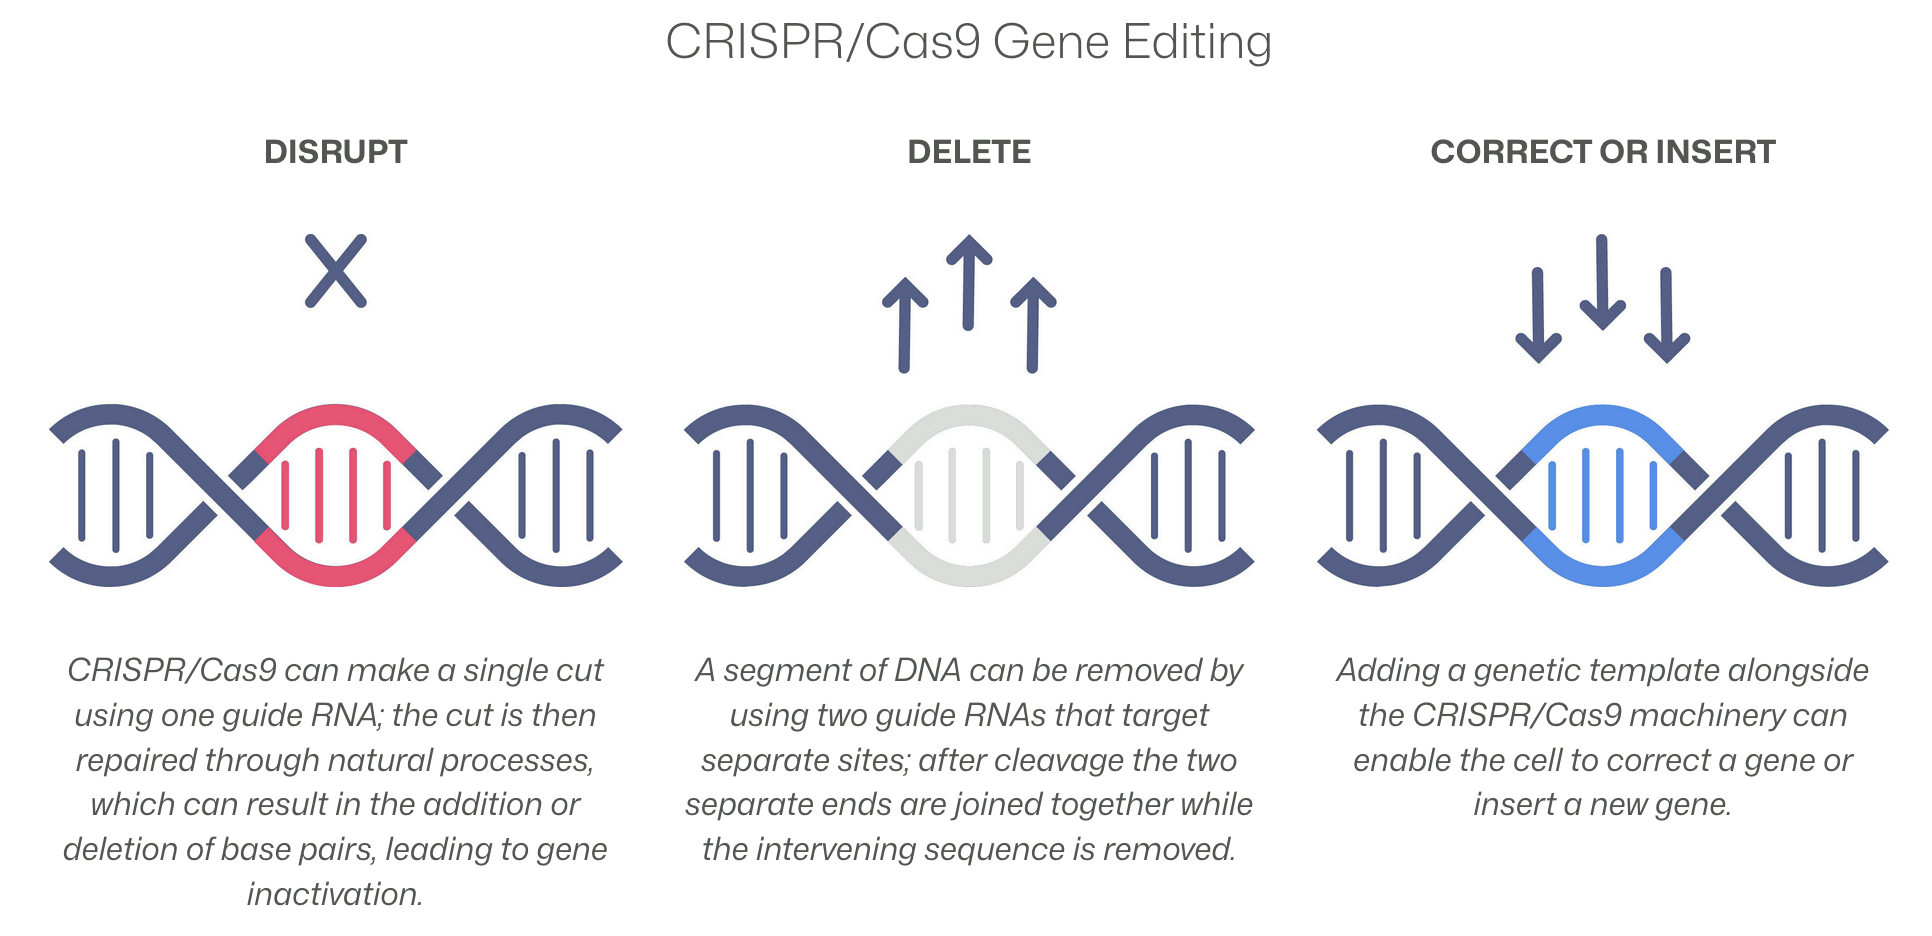 CRISPR/Cas9 Gene Editing
DISRUPT
CRISPR/Cas9 can make a single cut
using one guide RNA; the cut is then
repaired through natural processes,
which can result in the addition or
deletion of base pairs, leading to gene
inactivation.
DELETE
A segment of DNA can be removed by
using two guide RNAs that target
separate sites; after cleavage the two
separate ends are joined together while
the intervening sequence is removed.
CORRECT OR INSERT
Adding a genetic template alongside
the CRISPR/Cas9 machinery can
enable the cell to correct a gene or
insert a new gene.